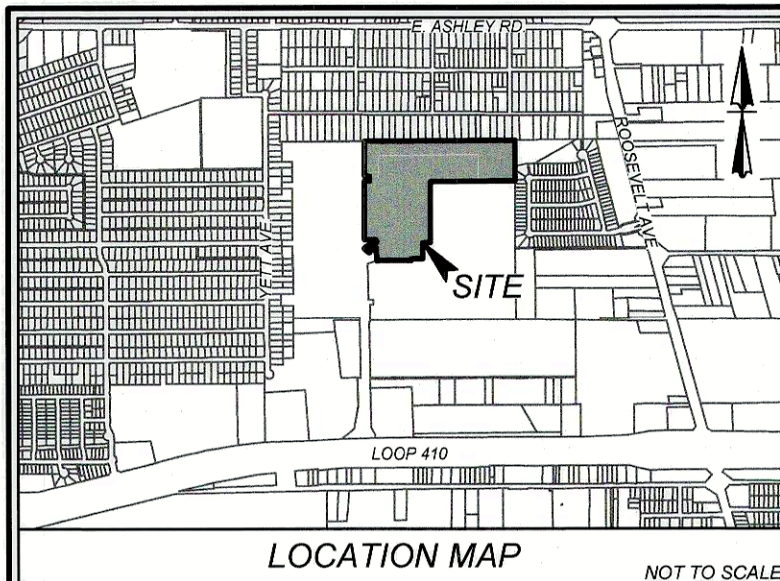 E. ASHLEY RD.
ROOSEVELT AVE
YETT AVE
SITE
LOOP 410
LOCATION MAP
NOT TO SCALE